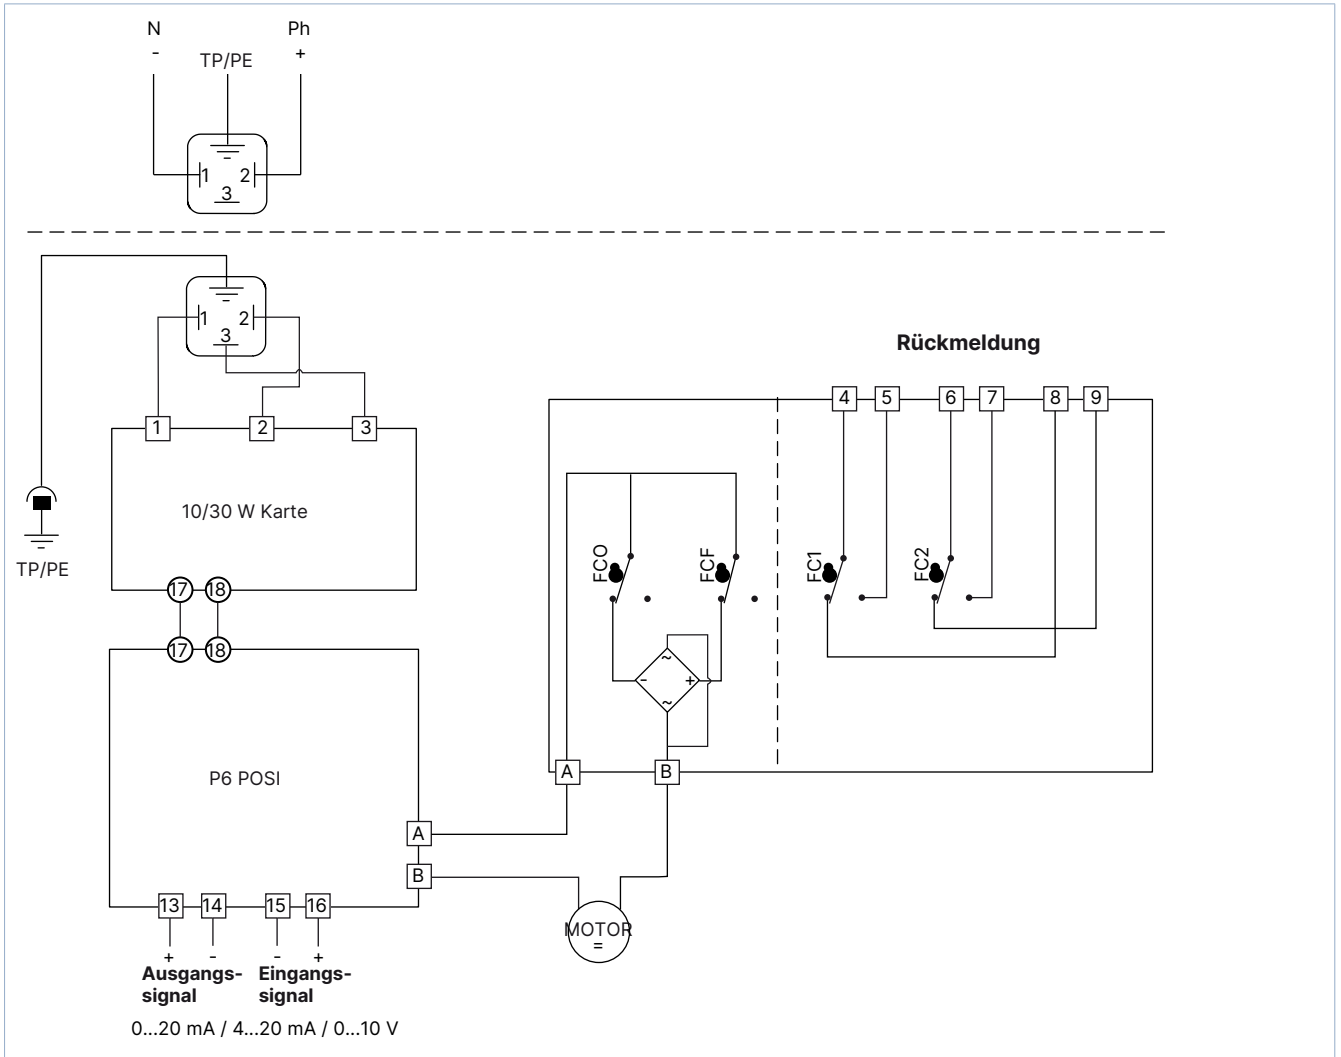 N
Ph
-
TP/PE
+
1
2
3
1
2
3
Rückmeldung
4
5
6
7
8
9
1
2
3
10/30 W Karte
TP/PE
FCO
FCF
FC1
FC2
17
18
17
18
~
-
+
~
P6 POSI
A
B
A
B
13
14
15
16
MOTOR
=
+
-
-
+
Ausgangs-
signal
Eingangs-
signal
0...20 mA / 4...20 mA / 0...10 V